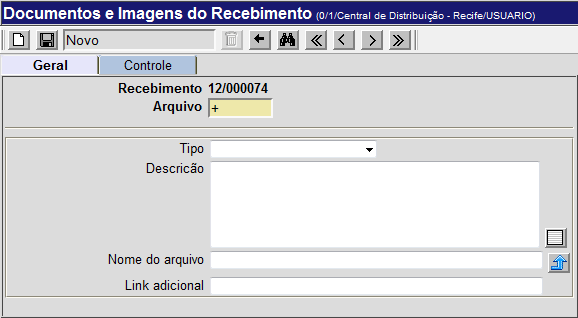 Documentos e Imagens do Recebimento (0/1/Central de Distribuição - Recife/USUARIO)
Novo
Geral Controle
Recebimento 12/000074
Arquivo +
Tipo
Descricão
Nome do arquivo
Link adicional